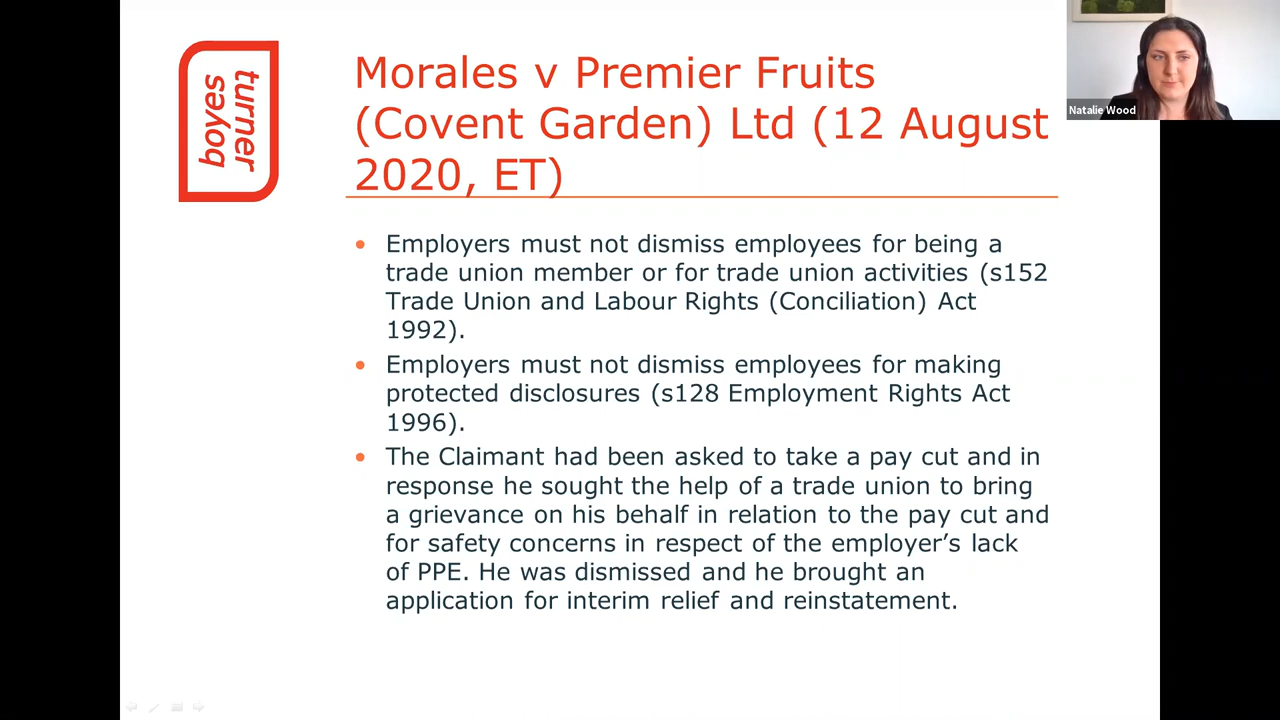 turner
boyes
Morales v Premier Fruits
(Covent Garden) Ltd (12 August
2020, ET)
Natalie Wood
• Employers must not dismiss employees for being a
trade union member or for trade union activities (s152
Trade Union and Labour Rights (Conciliation) Act
1992).
• Employers must not dismiss employees for making
protected disclosures (s128 Employment Rights Act
1996).
• The Claimant had been asked to take a pay cut and in
response he sought the help of a trade union to bring
a grievance on his behalf in relation to the pay cut and
for safety concerns in respect of the employer’s lack
of PPE. He was dismissed and he brought an
application for interim relief and reinstatement.